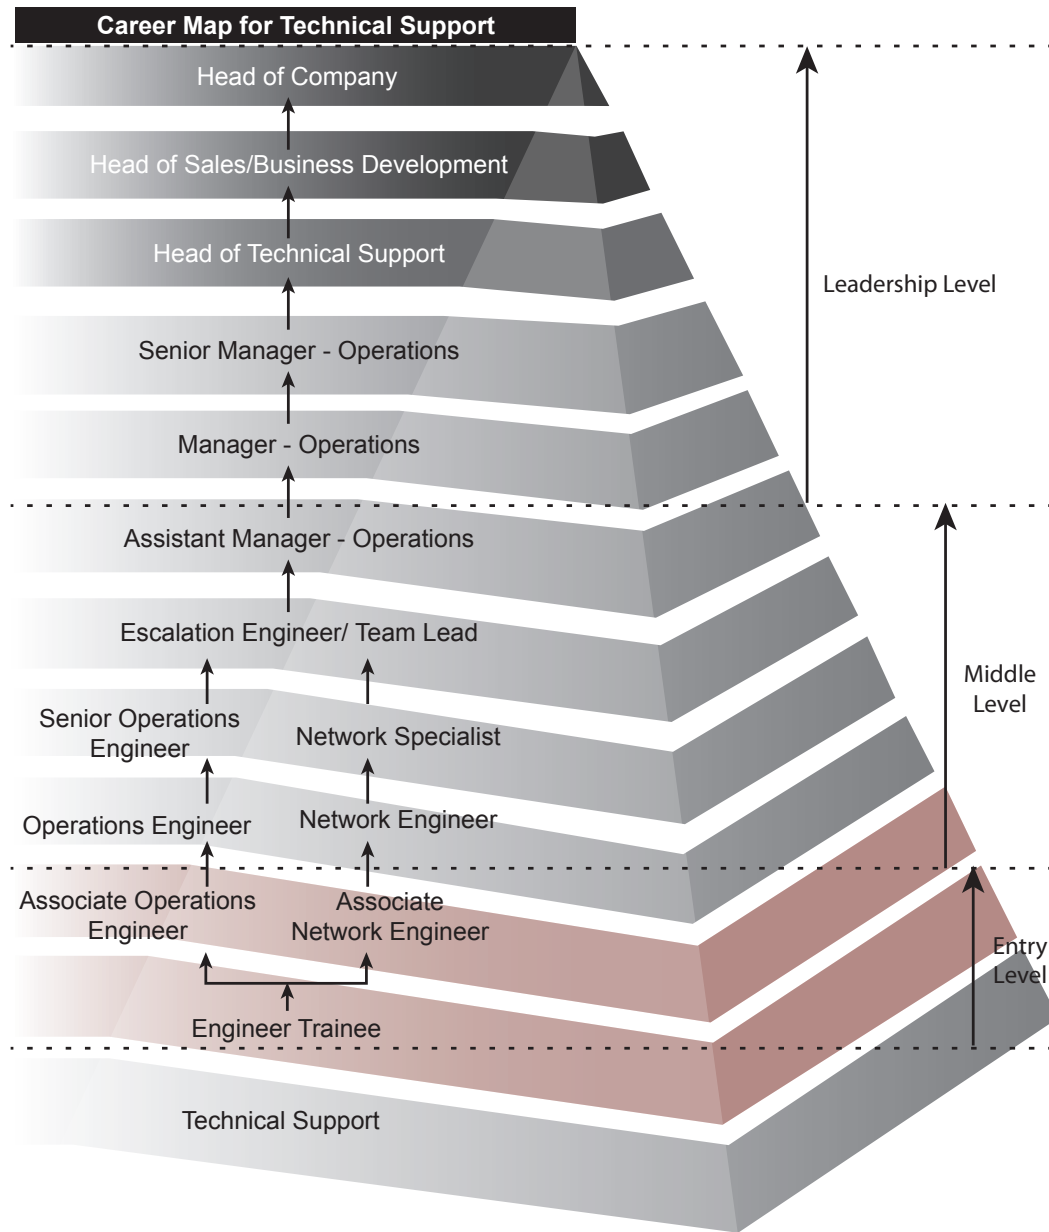 Career Map for Technical Support
Head of Company
Head of Sales/Business Development
Head of Technical Support
Leadership Level
Senior Manager - Operations
Manager - Operations
Assistant Manager - Operations
Escalation Engineer/ Team Lead
Middle
Level
Senior Operations
Engineer
Network Specialist
Operations Engineer
Network Engineer
Associate Operations
Engineer
Associate
Network Engineer
Entry
Level
Engineer Trainee
Technical Support